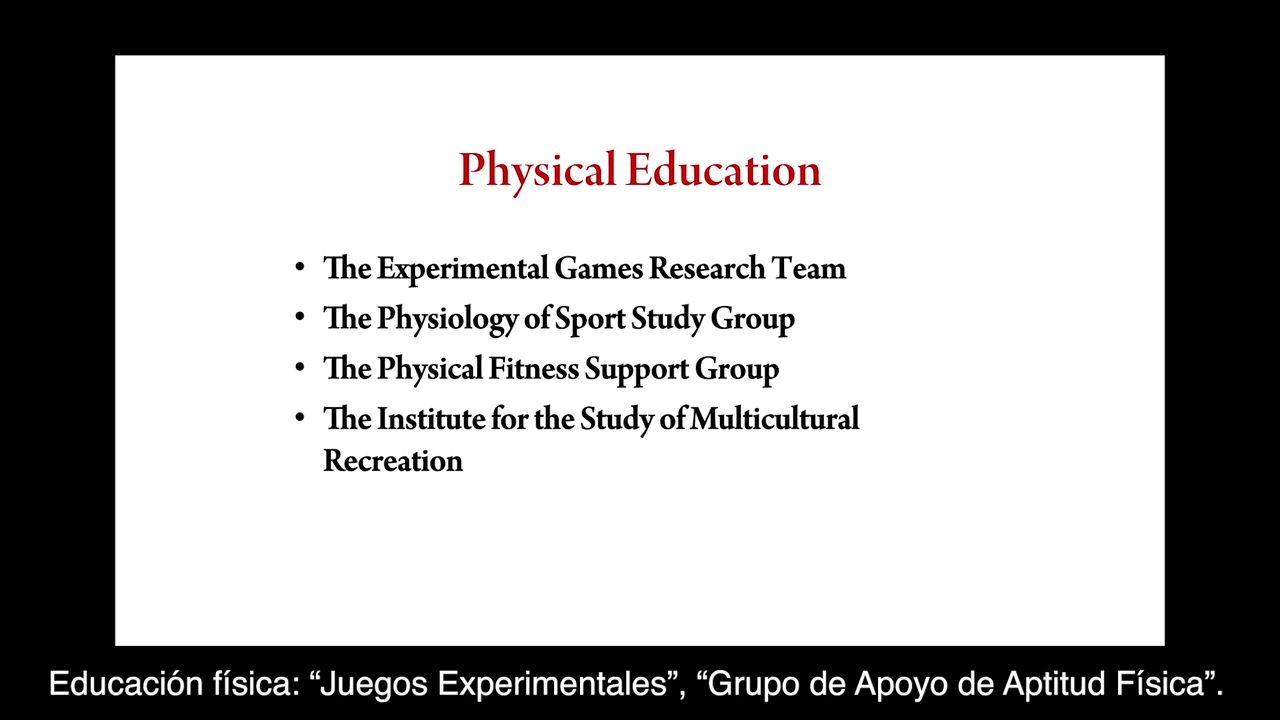 Physical Education
• The Experimental Games Research Team
• The Physiology of Sport Study Group
• The Physical Fitness Support Group
• The Institute for the Study of Multicultural
Recreation
Educación física: “Juegos Experimentales”, “Grupo de Apoyo de Aptitud Física”.